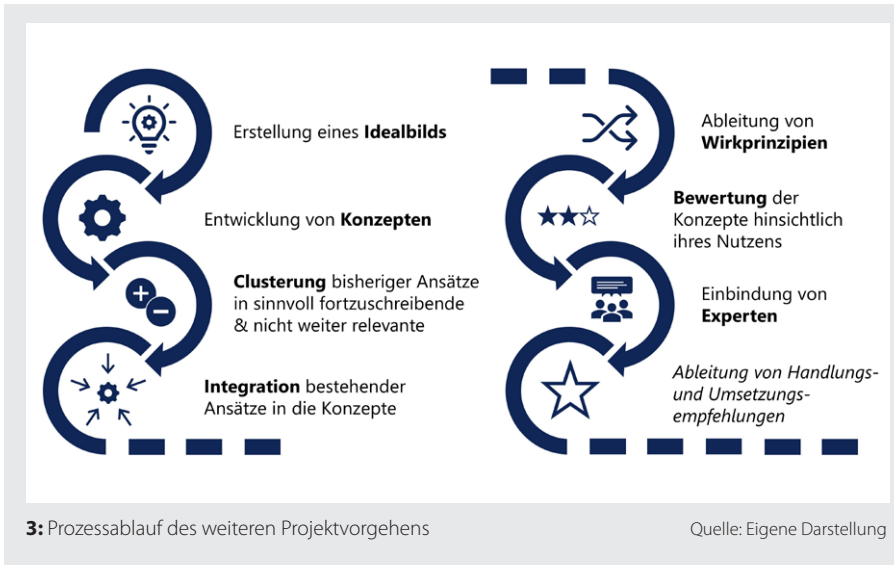 Erstellung eines Idealbilds
Entwicklung von Konzepten
Clusterung bisheriger Ansätze
in sinnvoll fortzuschreibende
& nicht weiter relevante
Integration bestehender
Ansätze in die Konzepte
Ableitung von
Wirkprinzipien
Bewertung der
Konzepte hinsichtlich
ihres Nutzens
Einbindung von
Experten
Ableitung von Handlungs-
und Umsetzungs-
empfehlungen
3: Prozessablauf des weiteren Projektvorgehens
Quelle: Eigene Darstellung